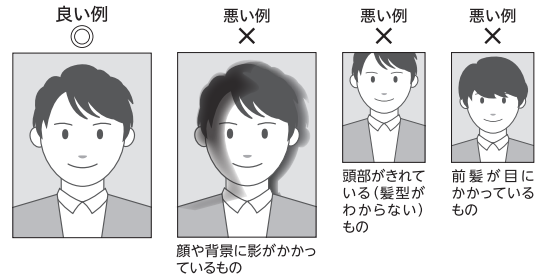 良い例
◎
悪い例
×
顔や背景に影がかかっ
ているもの
悪い例
×
頭部がきれて
いる(髪型が
わからない)
もの
悪い例
×
前髪が目に
かかっている
もの